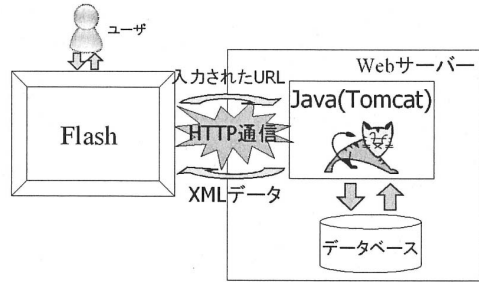 ユーザ
Webサーバー
入力されたURL
Java(Tomcat)
Flash
HTTP通信
XMLデータ
データベース